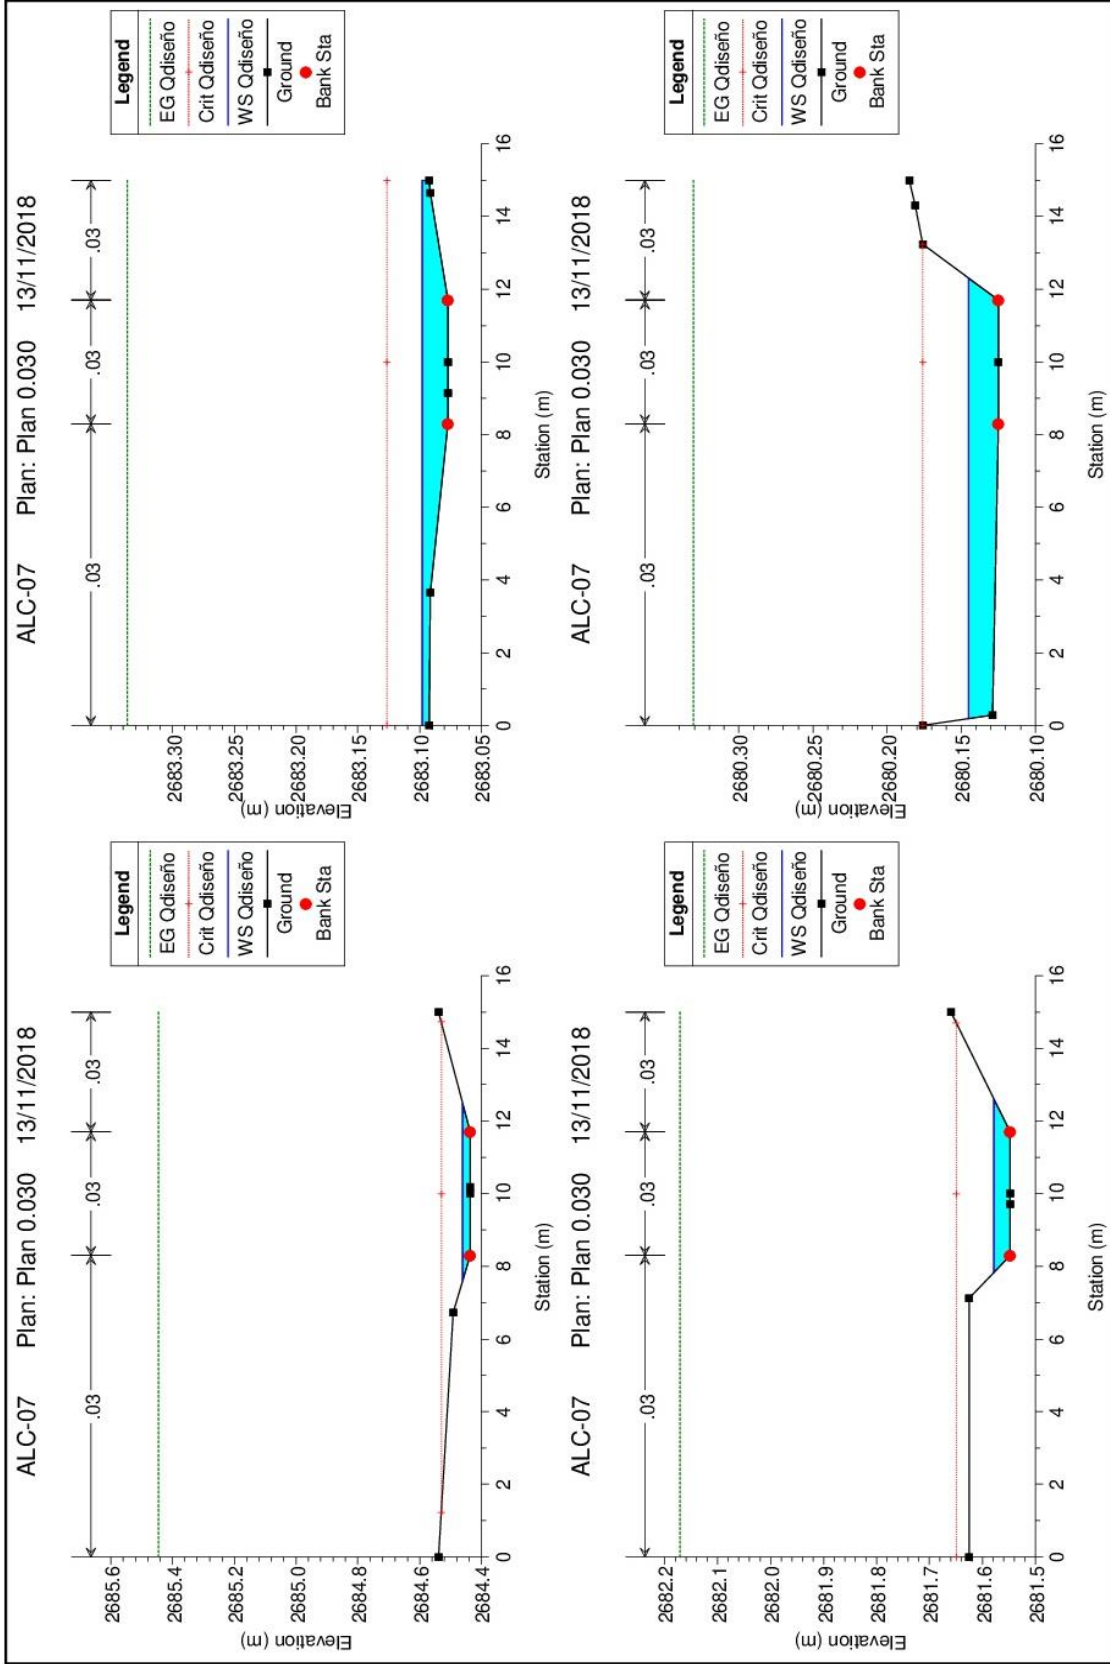 ALC-07 Plan: Plan 0.030 13/11/2018
.03 .03 .03
2685.6
2685.4
2685.2
2685.0
2684.8
2684.6
2684.4
Elevation (m)
0 2 4 6 8 10 12 14 16
Station (m)
Legend
EG Qdiseño
Crit Qdiseño
WS Qdiseño
Ground
Bank Sta
ALC-07 Plan: Plan 0.030 13/11/2018
.03 .03 .03
2683.30
2683.25
2683.20
2683.15
2683.10
2683.05
Elevation (m)
0 2 4 6 8 10 12 14 16
Station (m)
Legend
EG Qdiseño
Crit Qdiseño
WS Qdiseño
Ground
Bank Sta
ALC-07 Plan: Plan 0.030 13/11/2018
.03 .03 .03
2682.2
2682.1
2682.0
2681.9
2681.8
2681.7
2681.6
2681.5
Elevation (m)
0 2 4 6 8 10 12 14 16
Station (m)
Legend
EG Qdiseño
Crit Qdiseño
WS Qdiseño
Ground
Bank Sta
ALC-07 Plan: Plan 0.030 13/11/2018
.03 .03 .03
2680.30
2680.25
2680.20
2680.15
2680.10
Elevation (m)
0 2 4 6 8 10 12 14 16
Station (m)
Legend
EG Qdiseño
Crit Qdiseño
WS Qdiseño
Ground
Bank Sta